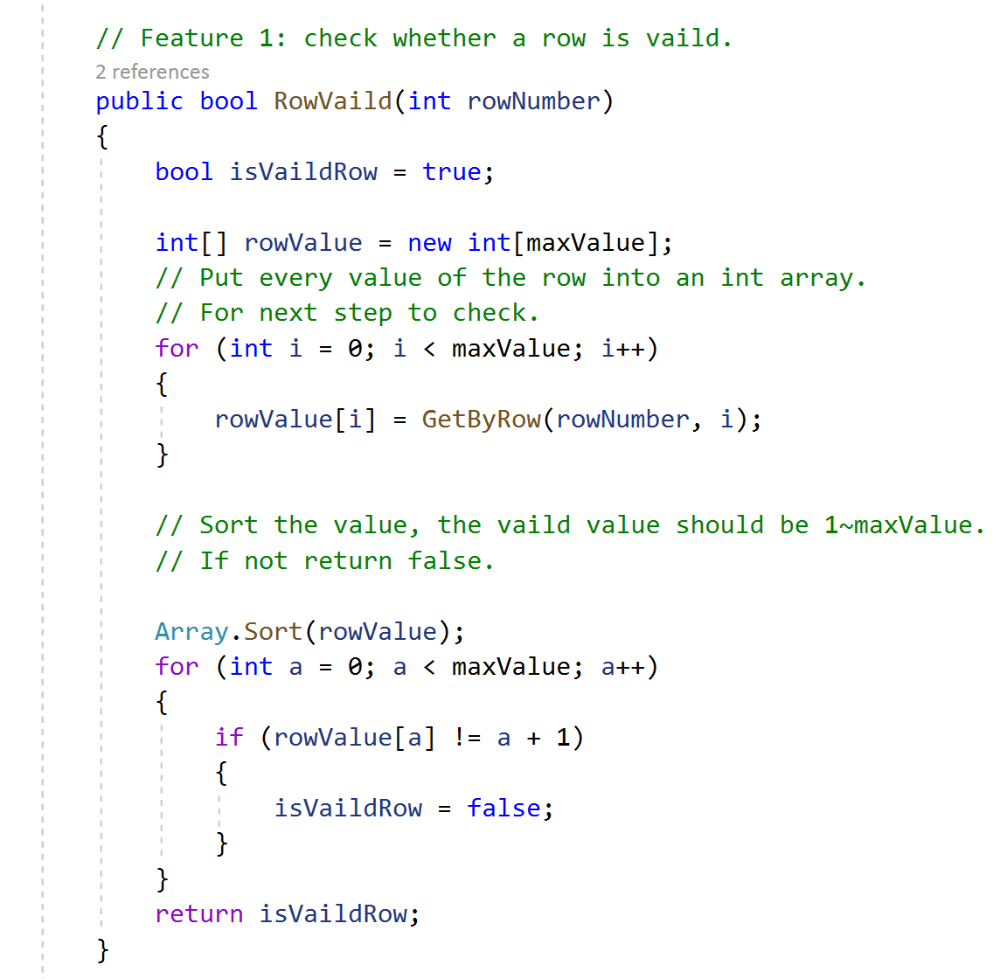 // Feature 1: check whether a row is vaild.
2 references
public bool RowVaild(int rowNumber)
{
bool isVaildRow = true;
int[] rowValue = new int[maxValue];
// Put every value of the row into an int array.
// For next step to check.
for (int i = 0; i < maxValue; i++)
{
rowValue[i] = GetByRow(rowNumber, i);
}
// Sort the value, the vaild value should be 1~maxValue.
// If not return false.
Array.Sort(rowValue);
for (int a = 0; a < maxValue; a++)
{
if (rowValue[a] != a + 1)
{
isVaildRow = false;
}
}
return isVaildRow;
}